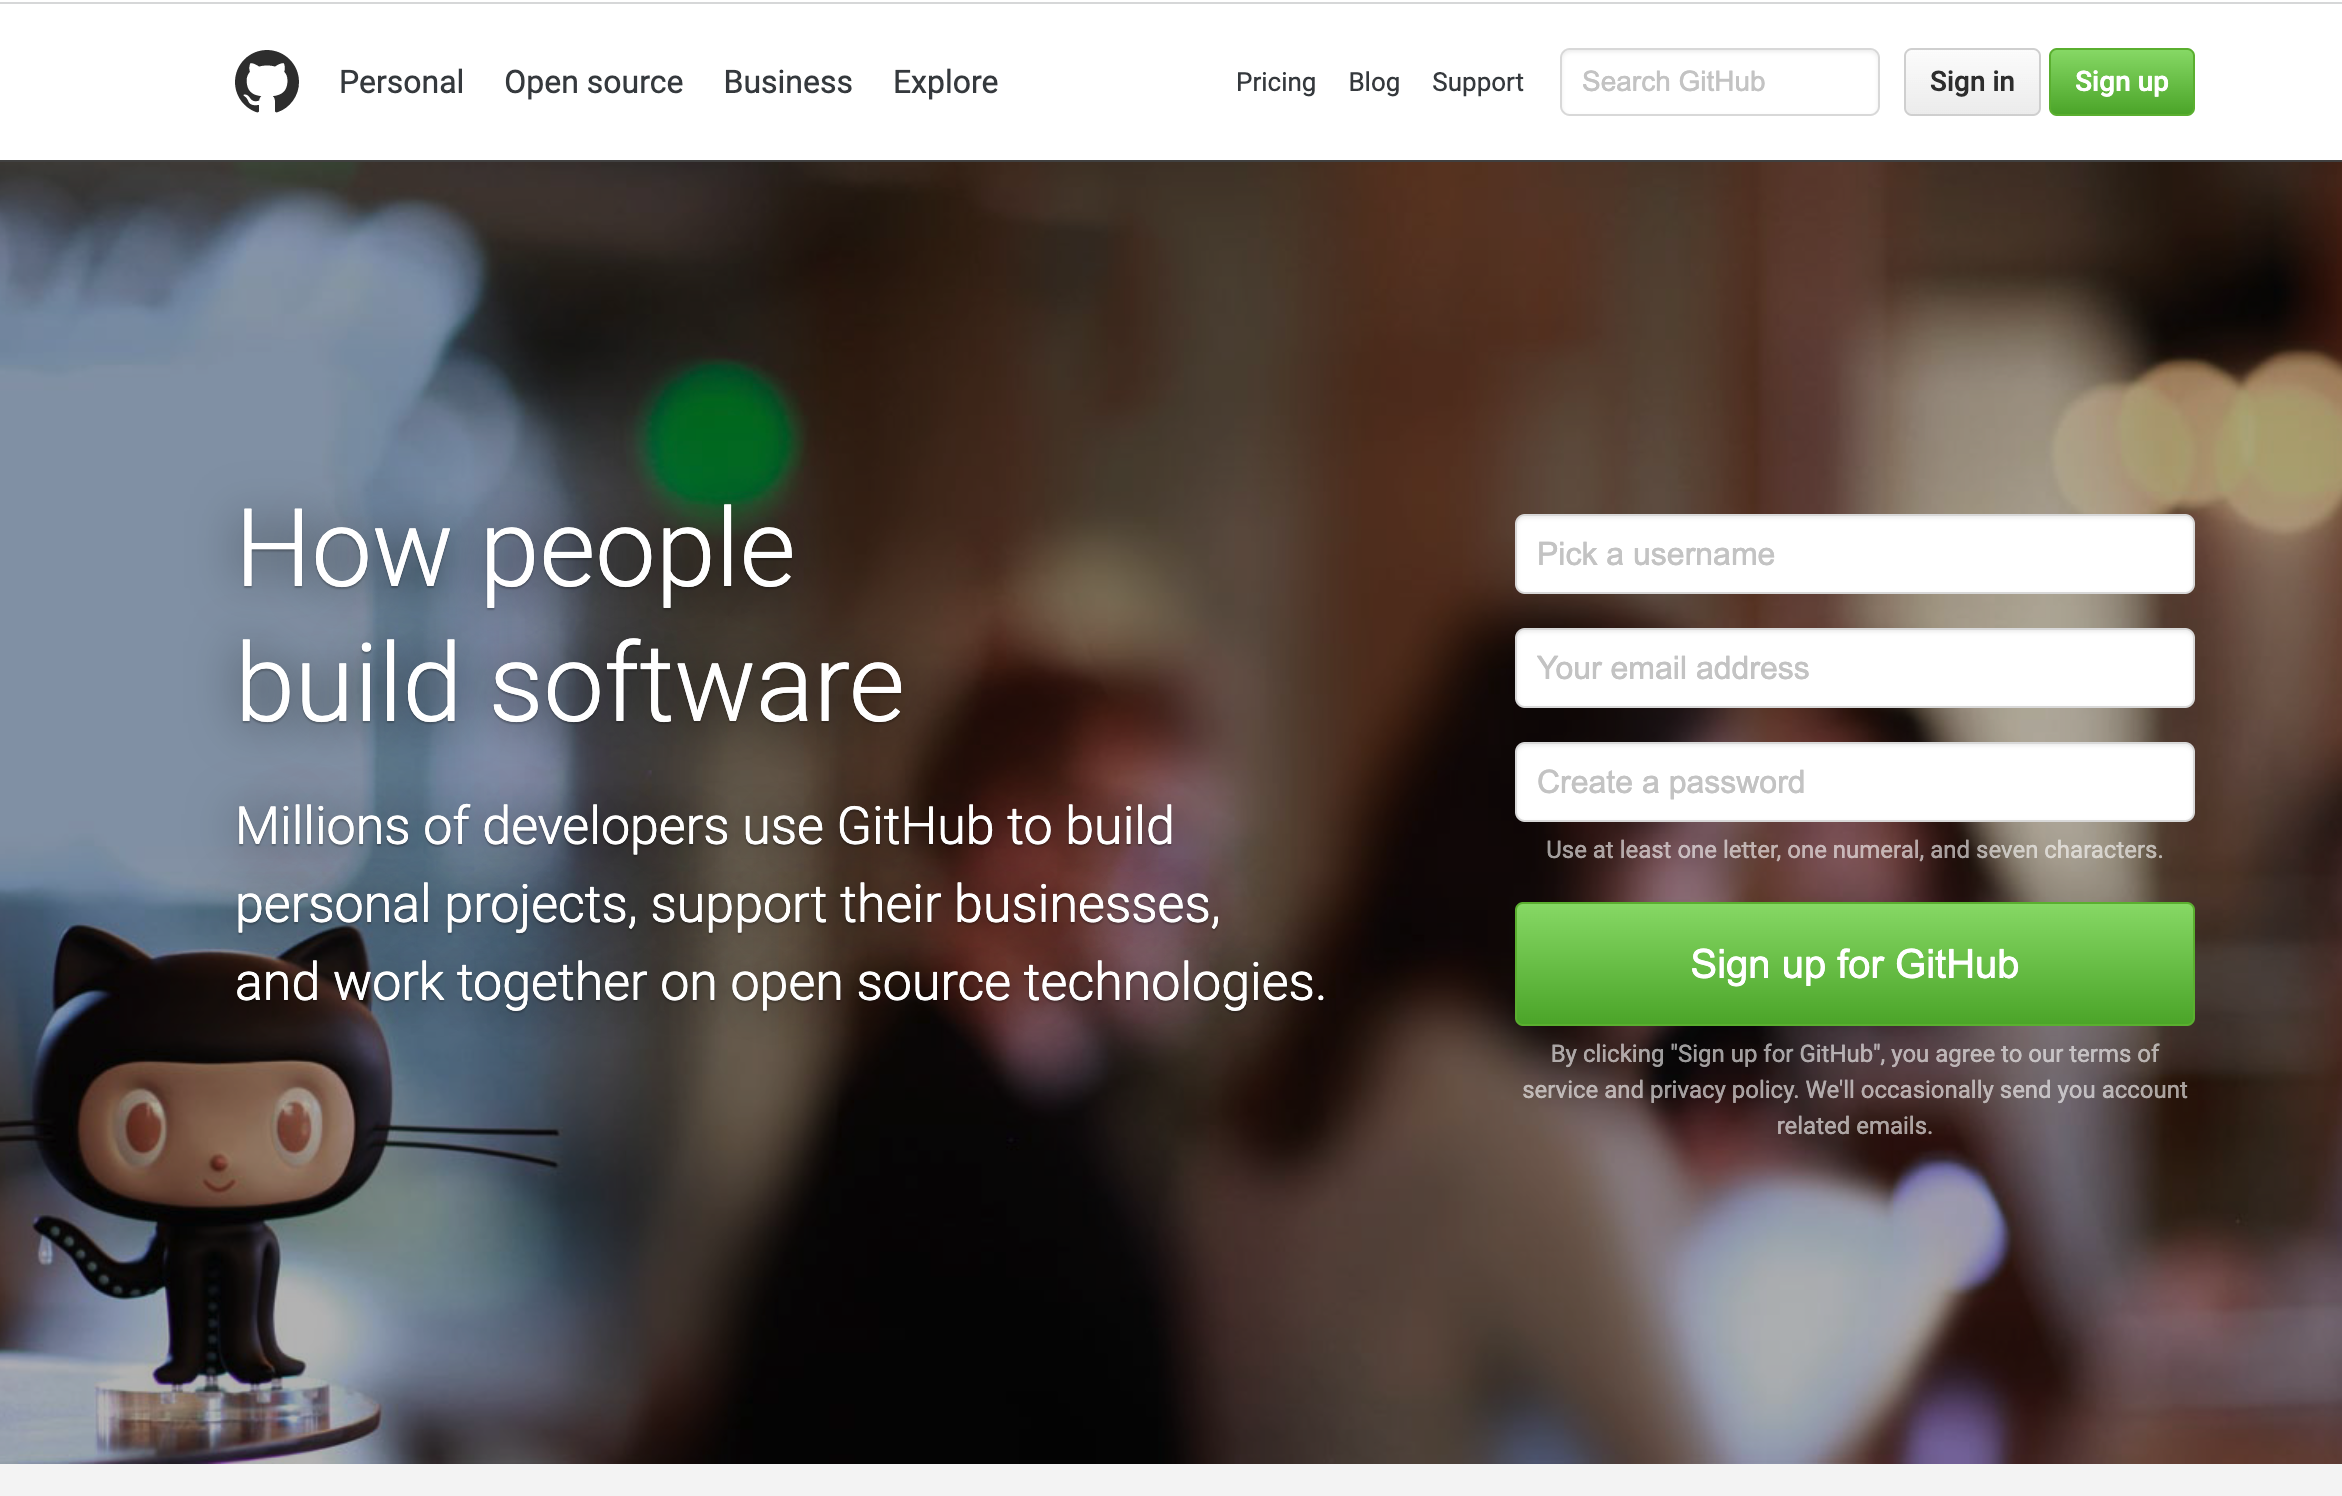 Personal Open source Business Explore Pricing Blog Support Search GitHub Sign in Sign up
How people
build software
Millions of developers use GitHub to build
personal projects, support their businesses,
and work together on open source technologies.
Pick a username
Your email address
Create a password
Use at least one letter, one numeral, and seven characters.
Sign up for GitHub
By clicking "Sign up for GitHub", you agree to our terms of
service and privacy policy. We'll occasionally send you account
related emails.